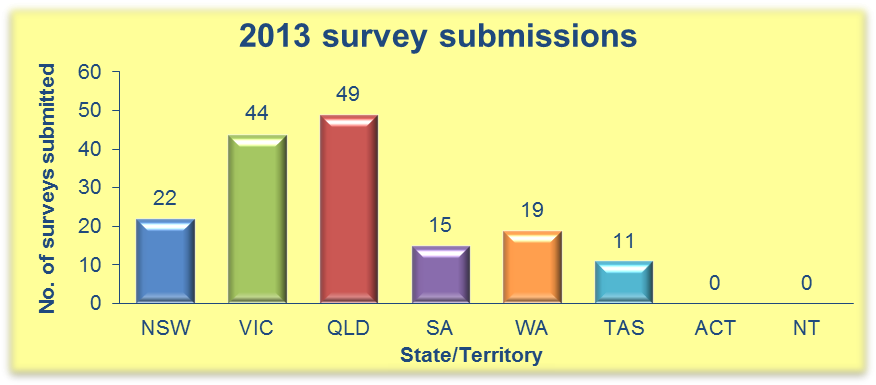 2013 survey submissions
No. of surveys submitted
60
50
40
30
20
10
0
22
44
49
15
19
11
0
0
NSW
VIC
QLD
SA
WA
TAS
ACT
NT
State/Territory